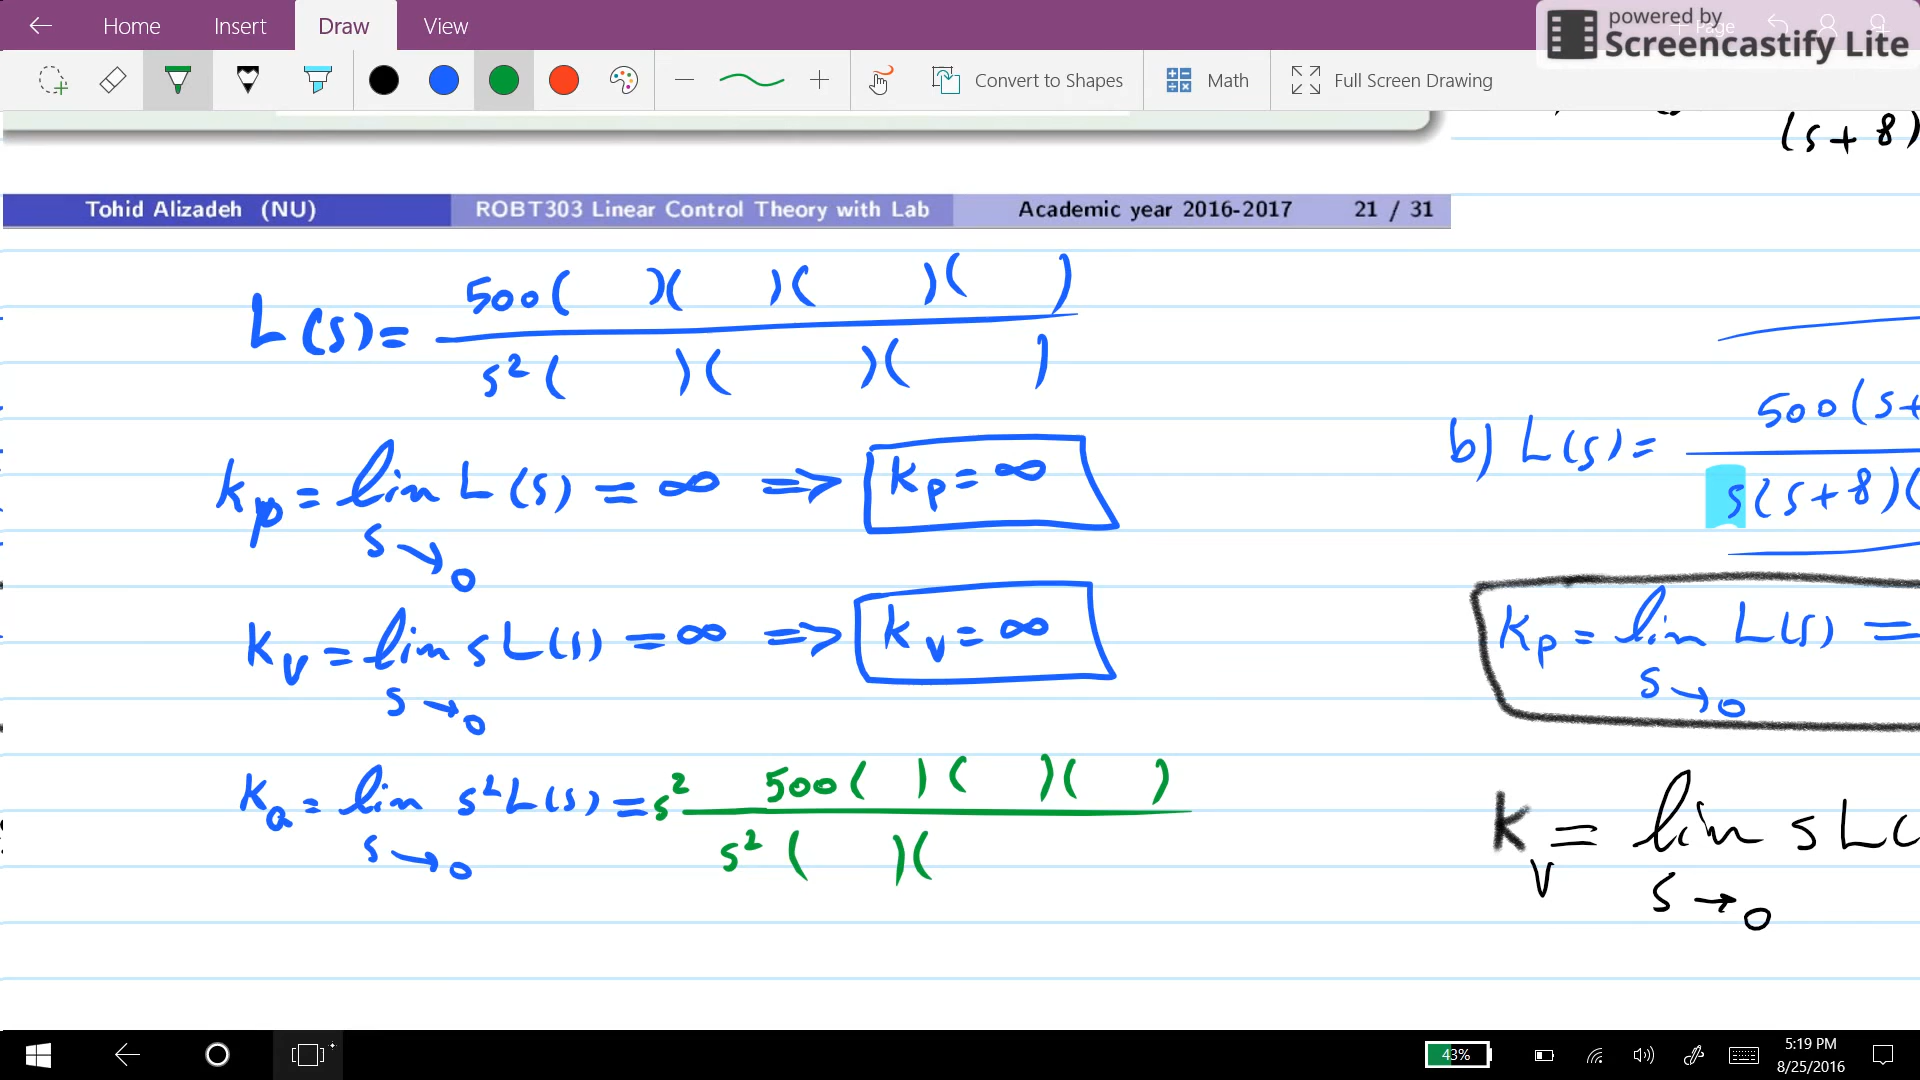 Home Insert Draw View
powered by
Screencastify Lite
Convert to Shapes Math Full Screen Drawing
(s + 8)
Tohid Alizadeh (NU) ROBT303 Linear Control Theory with Lab Academic year 2016-2017 21 / 31
500 ( )( )( )( )
L(s)=
s² ( )( )( )
kp = lim L(s) = ∞ => kp = ∞
s → 0
kv = lim s L(s) = ∞ => kv = ∞
s → 0
500 ( )( )( )
ka = lim s²L(s) = s²
s → 0
s² ( )(
500(s+
b) L(s)=
s(s+8)(
kp = lim L(s) =
s → 0
kv = lim s L(
s → 0
43%
5:19 PM
8/25/2016